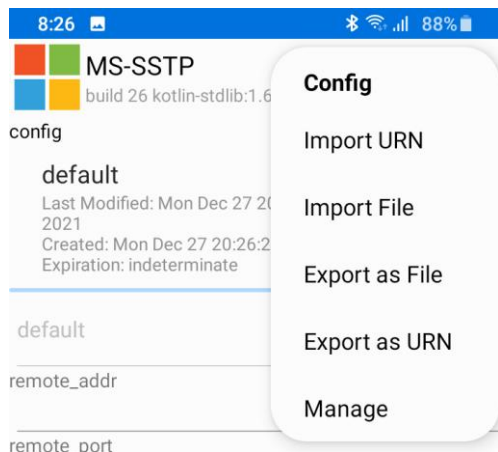 8:26 88%
MS-SSTP
build 26 kotlin-stdlib:1.6
config
default
Last Modified: Mon Dec 27 20
2021
Created: Mon Dec 27 20:26:2
Expiration: indeterminate
default
remote_addr
remote_port
Config
Import URN
Import File
Export as File
Export as URN
Manage